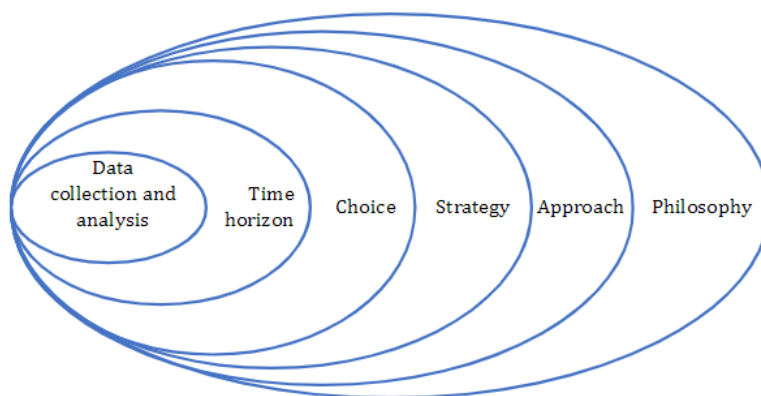 Data
collection and
analysis
Time
horizon
Choice
Strategy
Approach
Philosophy